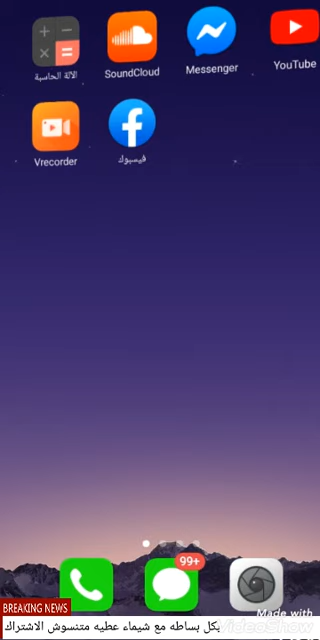 الآلة الحاسبة
SoundCloud
Messenger
YouTube
Vrecorder
فيسبوك
99+
BREAKING NEWS
Made with
VideoShow
بكل بساطه مع شيماء عطيه متنسوش الاشتراك